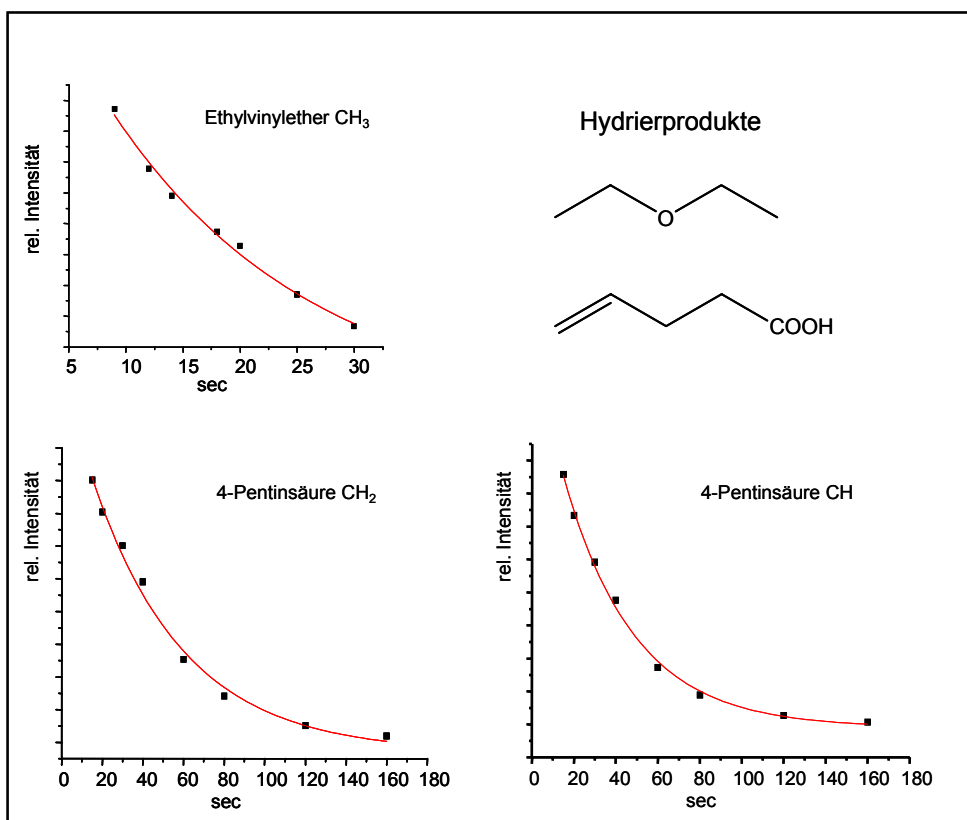 Ethylvinylether CH₃
rel. Intensität
5 10 15 20 25 30
sec
Hydrierprodukte
O
COOH
4-Pentinsäure CH₂
rel. Intensität
0 20 40 60 80 100 120 140 160 180
sec
4-Pentinsäure CH
rel. Intensität
0 20 40 60 80 100 120 140 160 180
sec